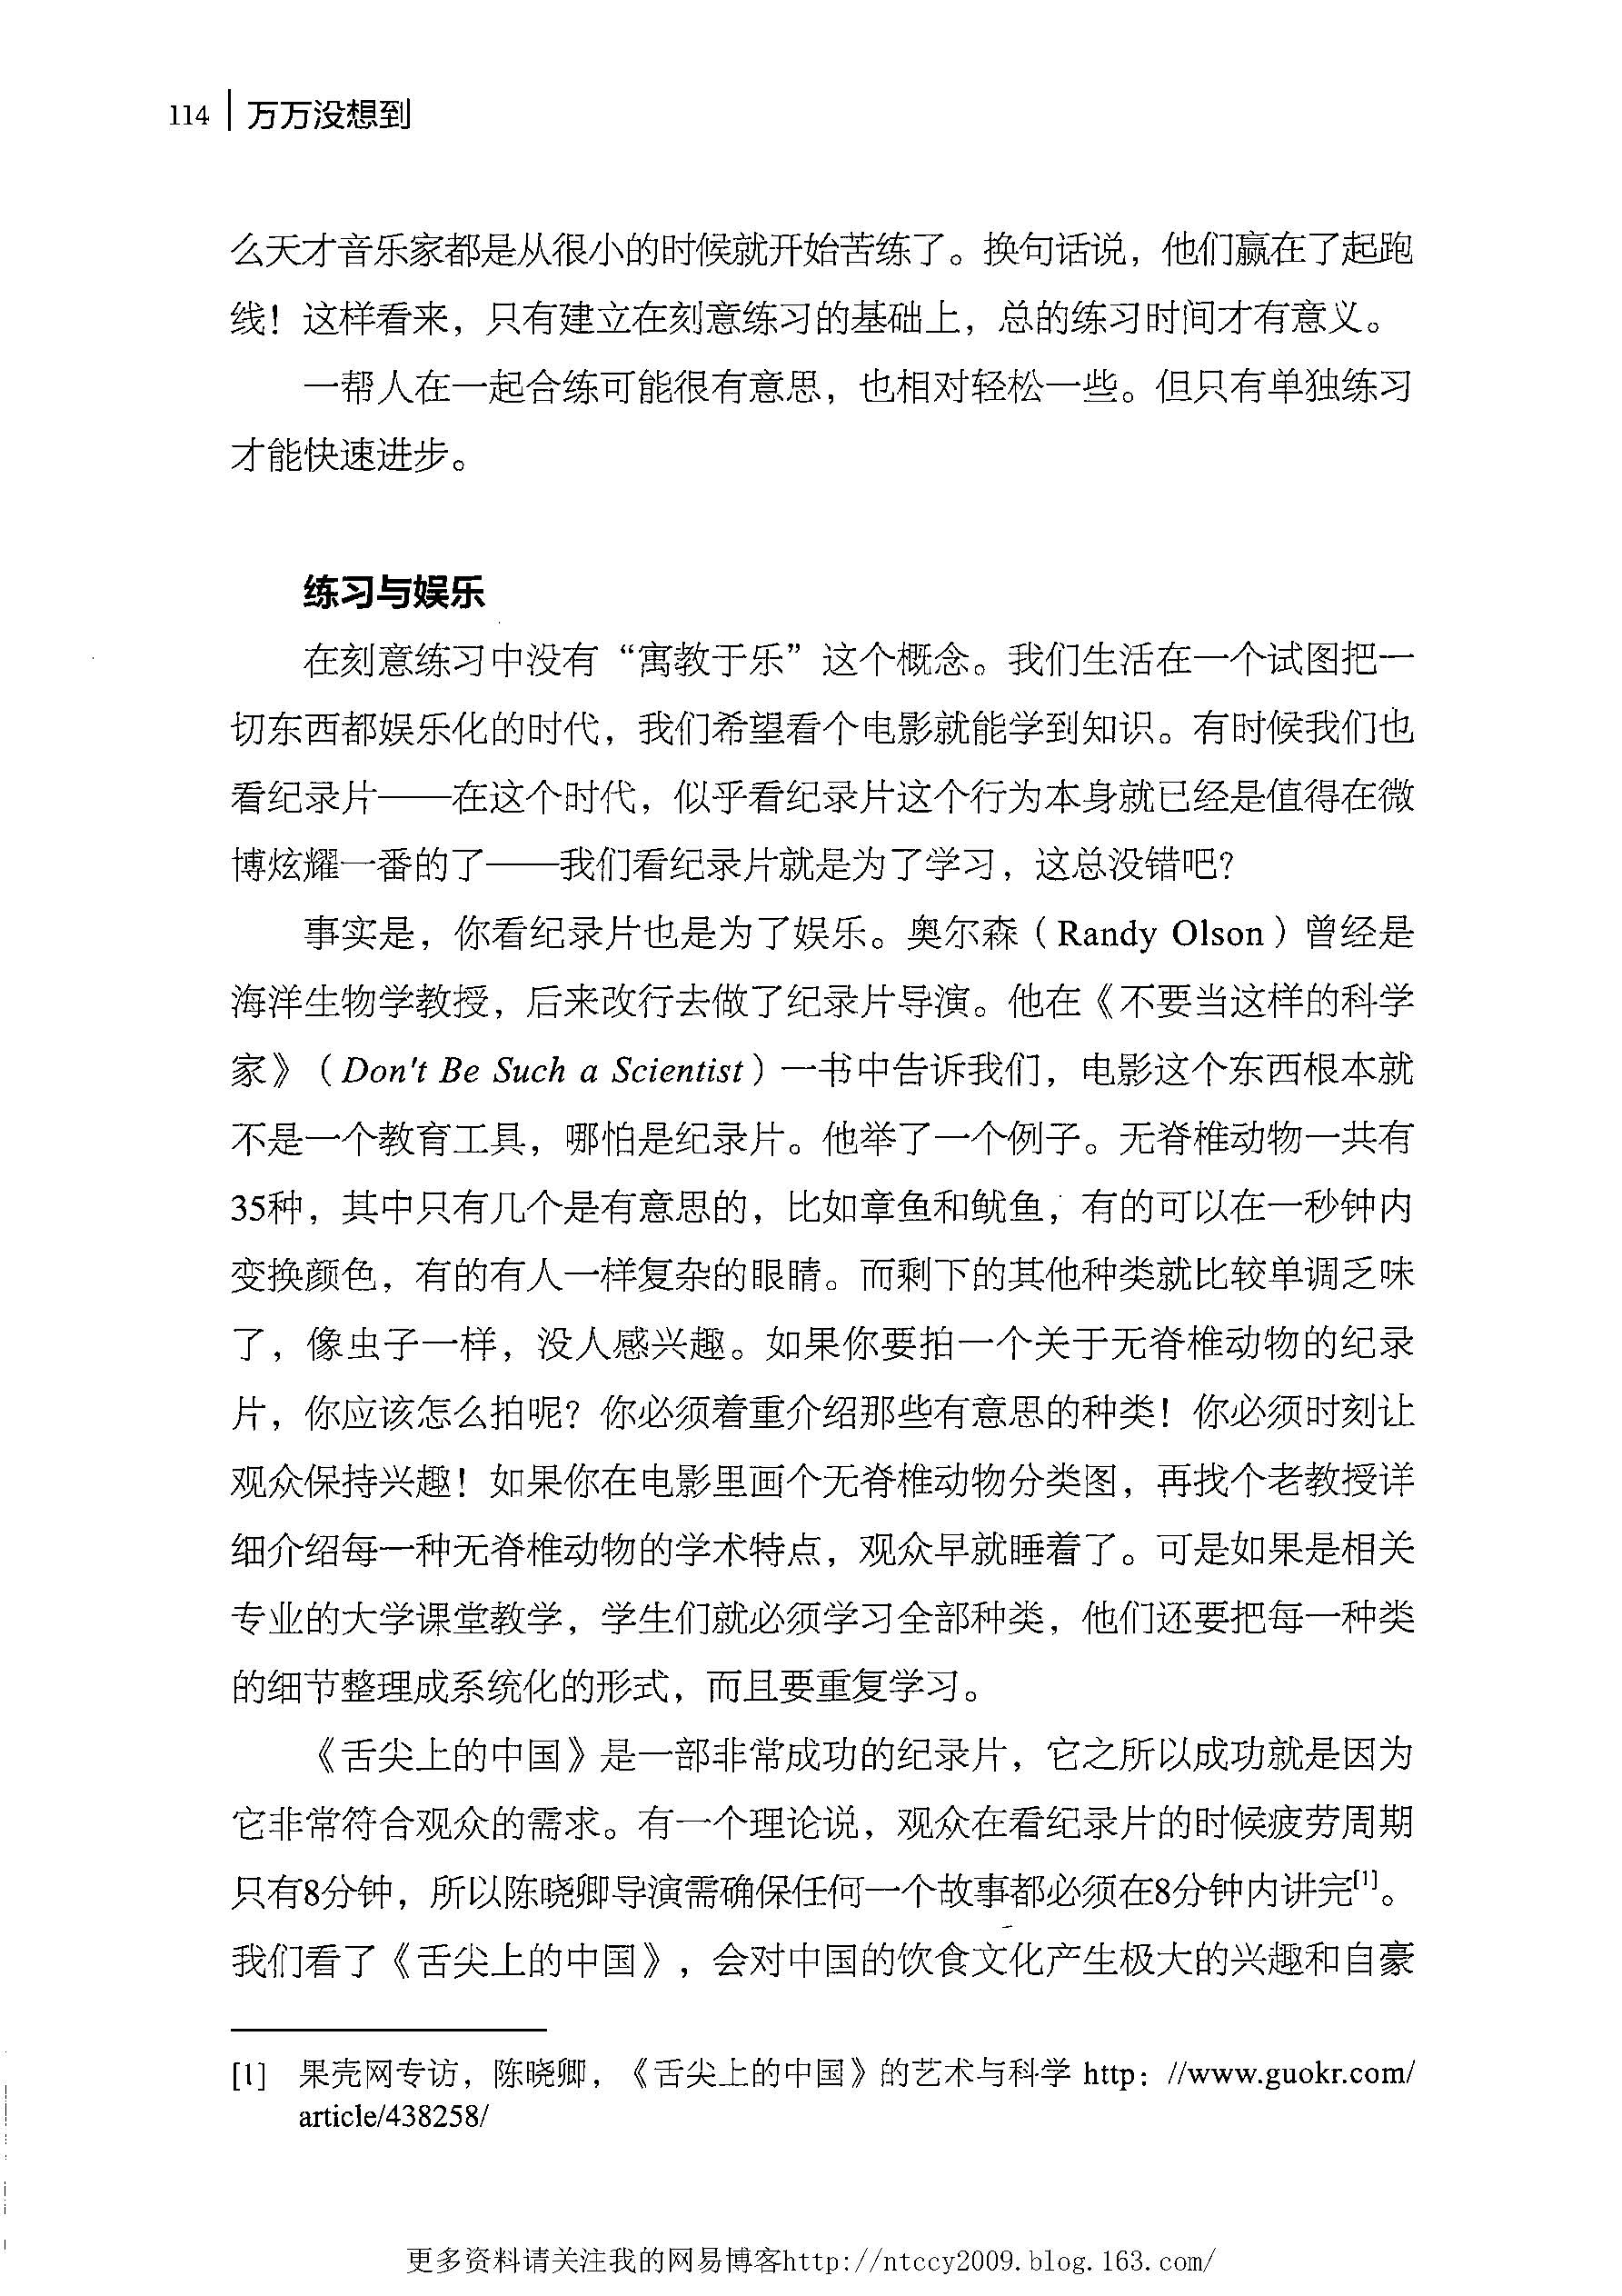 114 万万没想到
么天才音乐家都是从很小的时候就开始苦练了。换句话说，他们赢在了起跑
线！这样看来，只有建立在刻意练习的基础上，总的练习时间才有意义。
一帮人在一起合练可能很有意思，也相对轻松一些。但只有单独练习
才能快速进步。
练习与娱乐
在刻意练习中没有“寓教于乐”这个概念。我们生活在一个试图把一
切东西都娱乐化的时代，我们希望看个电影就能学到知识。有时候我们也
看纪录片——在这个时代，似乎看纪录片这个行为本身就已经是值得在微
博炫耀一番的了——我们看纪录片就是为了学习，这总没错吧？
事实是，你看纪录片也是为了娱乐。奥尔森（Randy Olson）曾经是
海洋生物学教授，后来改行去做了纪录片导演。他在《不要当这样的科学
家》（Don't Be Such a Scientist）一书中告诉我们，电影这个东西根本就
不是一个教育工具，哪怕是纪录片。他举了一个例子。无脊椎动物一共有
35种，其中只有几个是有意思的，比如章鱼和鱿鱼，有的可以在一秒钟内
变换颜色，有的有人一样复杂的眼睛。而剩下的其他种类就比较单调乏味
了，像虫子一样，没人感兴趣。如果你要拍一个关于无脊椎动物的纪录
片，你应该怎么拍呢？你必须着重介绍那些有意思的种类！你必须时刻让
观众保持兴趣！如果你在电影里画个无脊椎动物分类图，再找个老教授详
细介绍每一种无脊椎动物的学术特点，观众早就睡着了。可是如果是相关
专业的大学课堂教学，学生们就必须学习全部种类，他们还要把每一种类
的细节整理成系统化的形式，而且要重复学习。
《舌尖上的中国》是一部非常成功的纪录片，它之所以成功就是因为
它非常符合观众的需求。有一个理论说，观众在看纪录片的时候疲劳周期
只有8分钟，所以陈晓卿导演需确保任何一个故事都必须在8分钟内讲完[1]。
我们看了《舌尖上的中国》，会对中国的饮食文化产生极大的兴趣和自豪
[1] 果壳网专访，陈晓卿，《舌尖上的中国》的艺术与科学 http：//www.guokr.com/
article/438258/
更多资料请关注我的网易博客http://ntccy2009.blog.163.com/